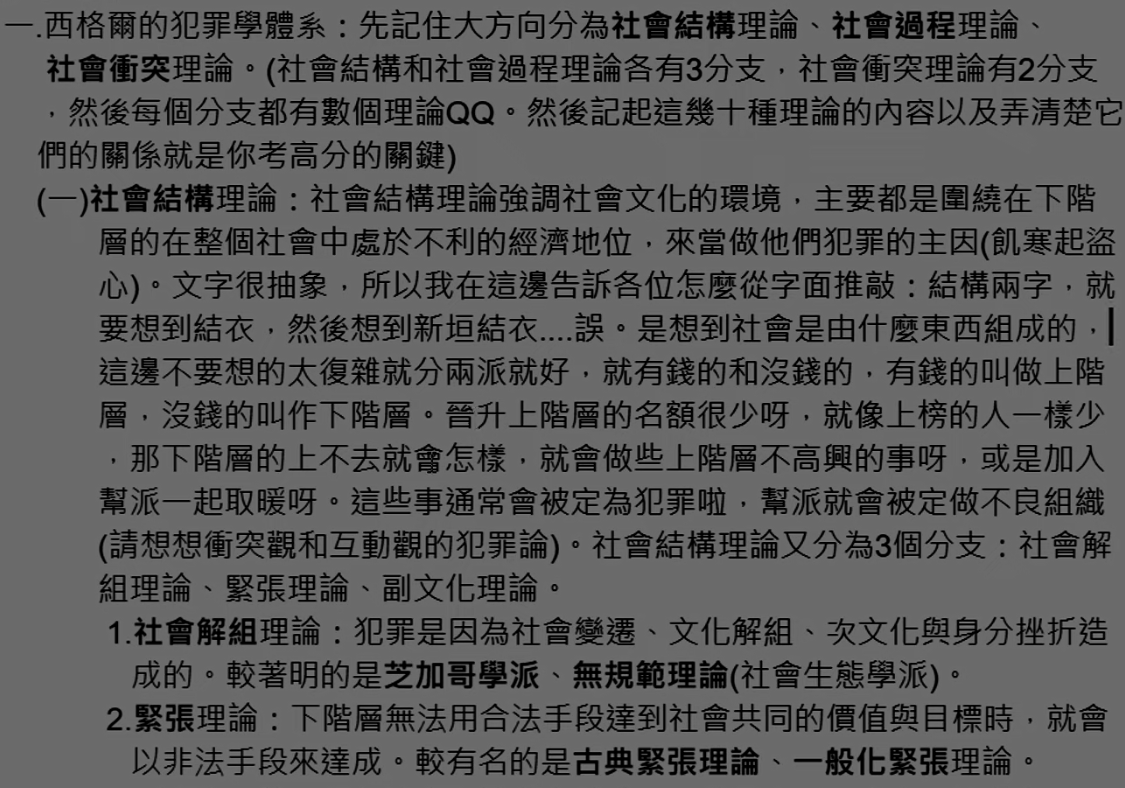 一.西格爾的犯罪學體系：先記住大方向分為社會結構理論、社會過程理論、
社會衝突理論。(社會結構和社會過程理論各有3分支，社會衝突理論有2分支
，然後每個分支都有數個理論QQ。然後記起這幾十種理論的內容以及弄清楚它
們的關係就是你考高分的關鍵)
(一)社會結構理論：社會結構理論強調社會文化的環境，主要都是圍繞在下階
層的在整個社會中處於不利的經濟地位，來當做他們犯罪的主因(飢寒起盜
心)。文字很抽象，所以我在這邊告訴各位怎麼從字面推敲：結構兩字，就
要想到結衣，然後想到新垣結衣....誤。是想到社會是由什麼東西組成的，
這邊不要想的太復雜就分兩派就好，就有錢的和沒錢的，有錢的叫做上階
層，沒錢的叫作下階層。晉升上階層的名額很少呀，就像上榜的人一樣少
，那下階層的上不去就會怎樣，就會做些上階層不高興的事呀，或是加入
幫派一起取暖呀。這些事通常會被定為犯罪啦，幫派就會被定做不良組織
(請想想衝突觀和互動觀的犯罪論)。社會結構理論又分為3個分支：社會解
組理論、緊張理論、副文化理論。
1.社會解組理論：犯罪是因為社會變遷、文化解組、次文化與身分挫折造
成的。較著明的是芝加哥學派、無規範理論(社會生態學派)。
2.緊張理論：下階層無法用合法手段達到社會共同的價值與目標時，就會
以非法手段來達成。較有名的是古典緊張理論、一般化緊張理論。